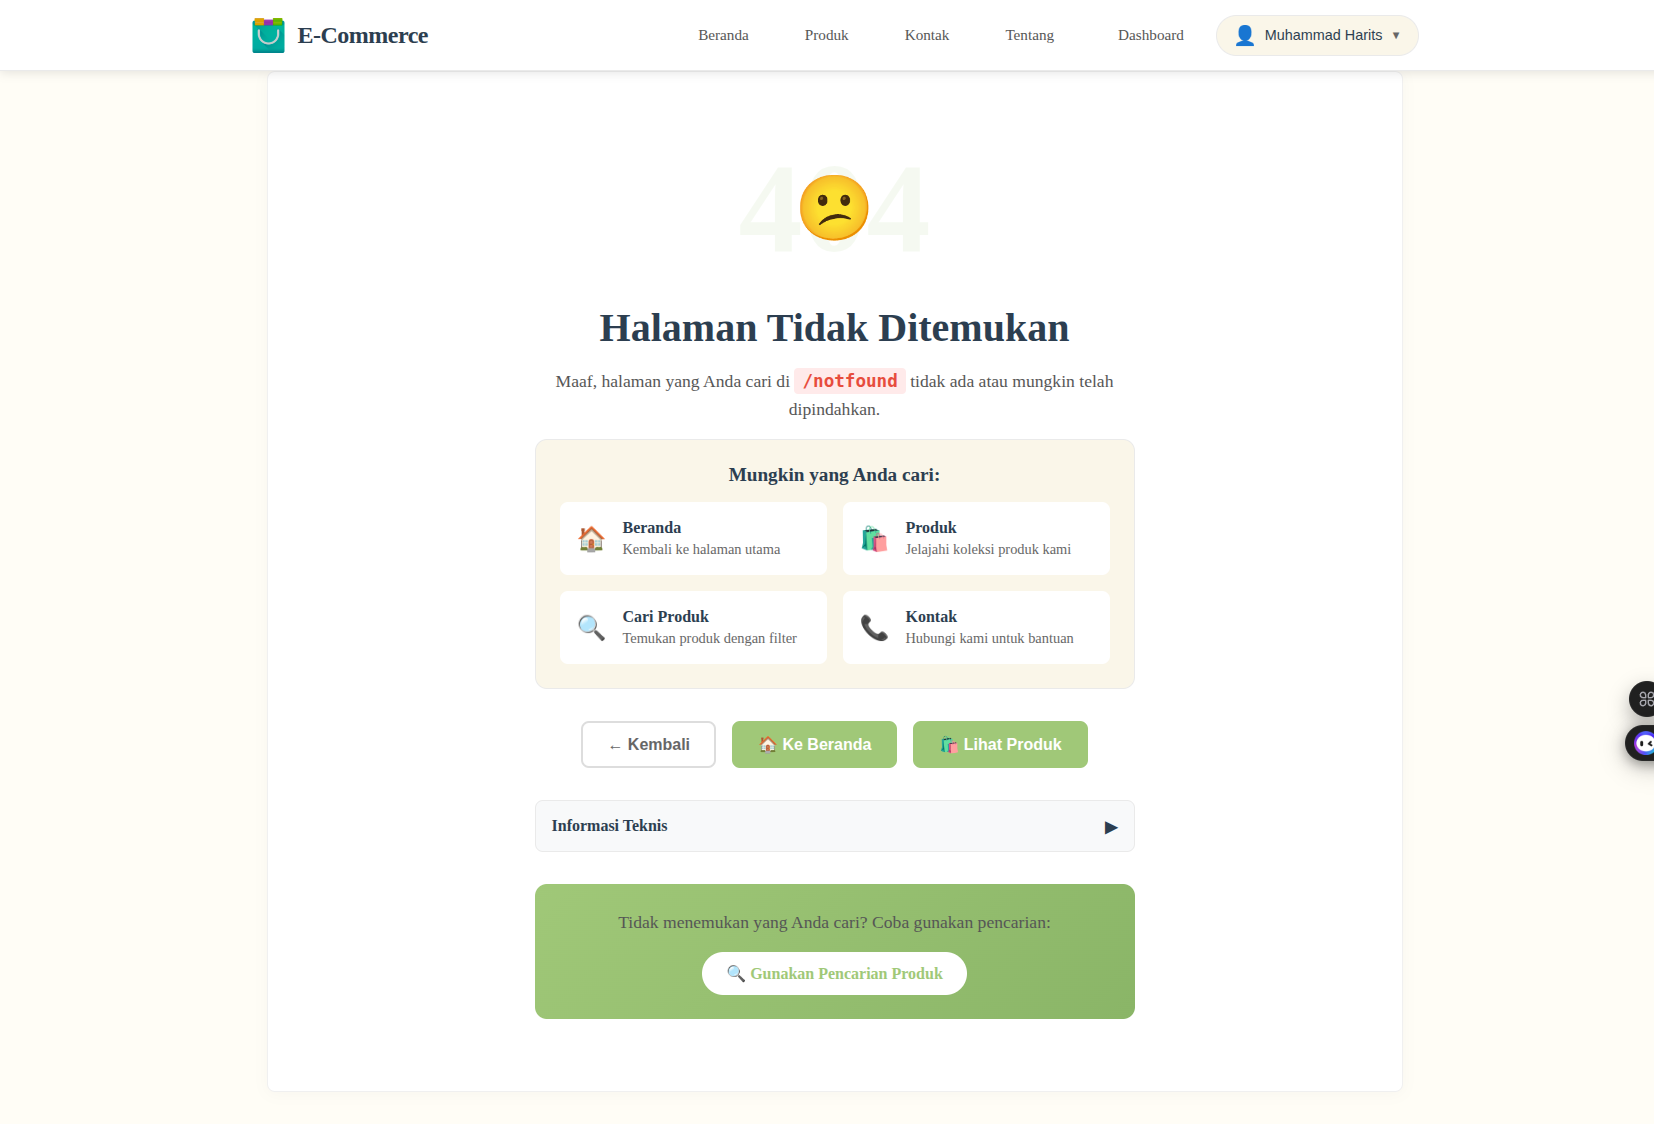 E-Commerce
Beranda
Produk
Kontak
Tentang
Dashboard
Muhammad Harits ▼
404
Halaman Tidak Ditemukan
Maaf, halaman yang Anda cari di /notfound tidak ada atau mungkin telah
dipindahkan.
Mungkin yang Anda cari:
Beranda
Kembali ke halaman utama
Produk
Jelajahi koleksi produk kami
Cari Produk
Temukan produk dengan filter
Kontak
Hubungi kami untuk bantuan
← Kembali
Ke Beranda
Lihat Produk
Informasi Teknis ▶
Tidak menemukan yang Anda cari? Coba gunakan pencarian:
Gunakan Pencarian Produk